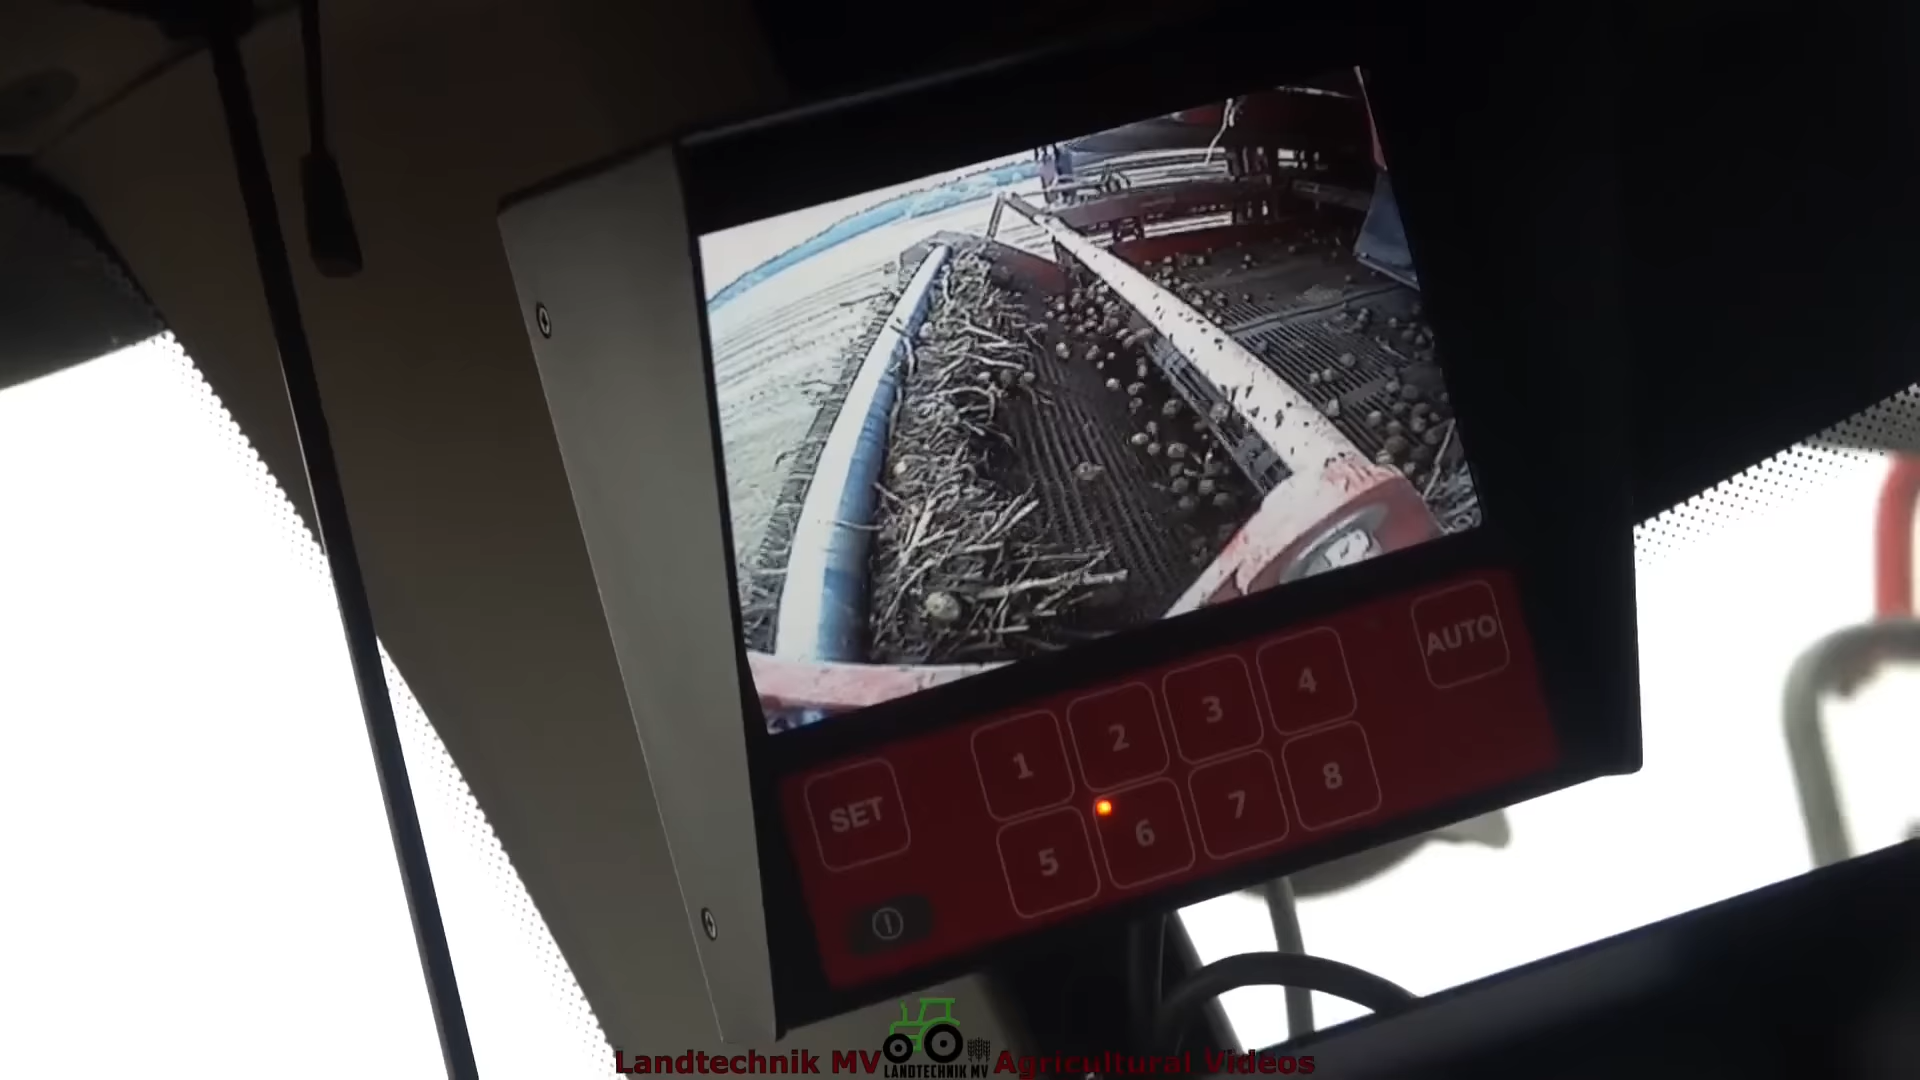 AUTO
1 2 3 4
SET
5 6 7 8
Landtechnik MV Agricultural Videos
LANDTECHNIK MV